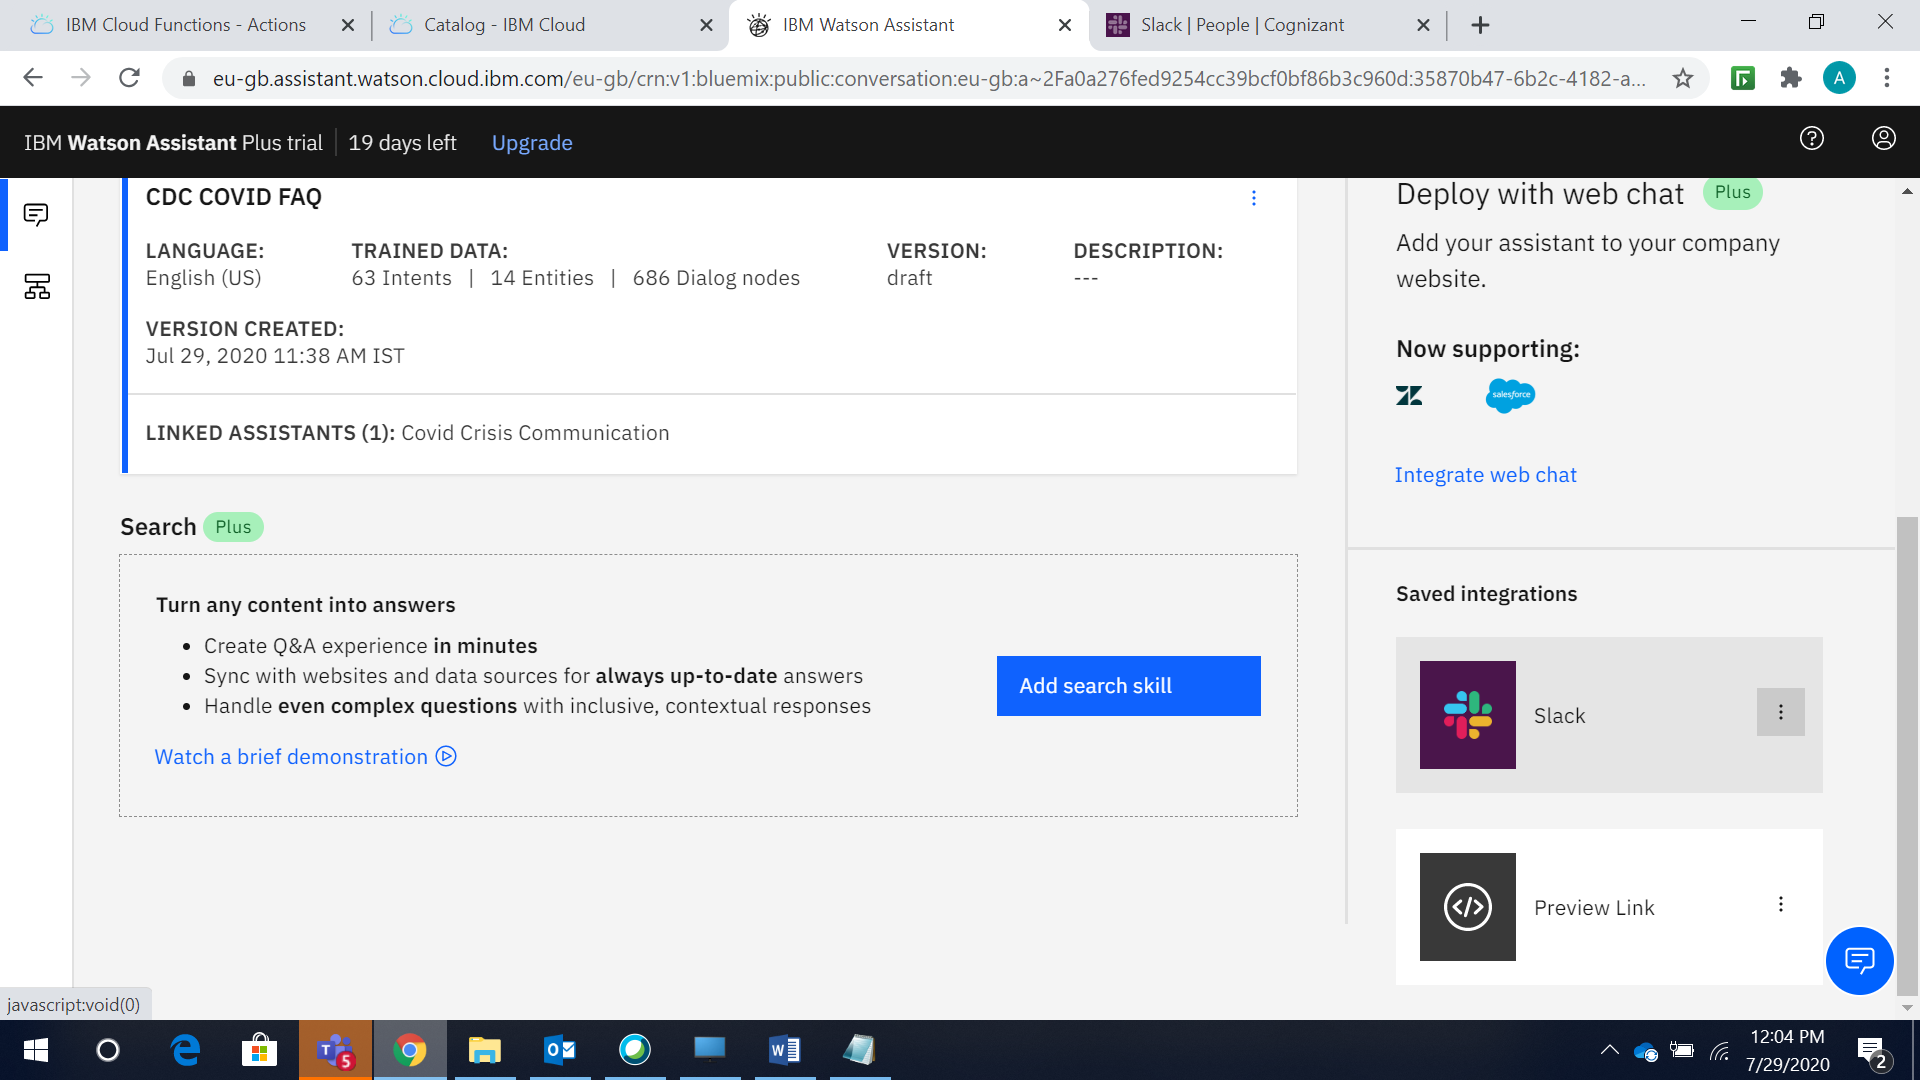 IBM Cloud Functions - Actions
Catalog - IBM Cloud
IBM Watson Assistant
Slack | People | Cognizant
eu-gb.assistant.watson.cloud.ibm.com/eu-gb/crn:v1:bluemix:public:conversation:eu-gb:a~2Fa0a276fed9254cc39bcf0bf86b3c960d:35870b47-6b2c-4182-a...
A
IBM Watson Assistant Plus trial
19 days left
Upgrade
CDC COVID FAQ
LANGUAGE:
English (US)
TRAINED DATA:
63 Intents | 14 Entities | 686 Dialog nodes
VERSION:
draft
DESCRIPTION:
---
VERSION CREATED:
Jul 29, 2020 11:38 AM IST
LINKED ASSISTANTS (1): Covid Crisis Communication
Search Plus
Turn any content into answers
• Create Q&A experience in minutes
• Sync with websites and data sources for always up-to-date answers
• Handle even complex questions with inclusive, contextual responses
Watch a brief demonstration
Add search skill
Deploy with web chat Plus
Add your assistant to your company
website.
Now supporting:
salesforce
Integrate web chat
Saved integrations
Slack
Preview Link
javascript:void(0)
T
5
12:04 PM
7/29/2020
2